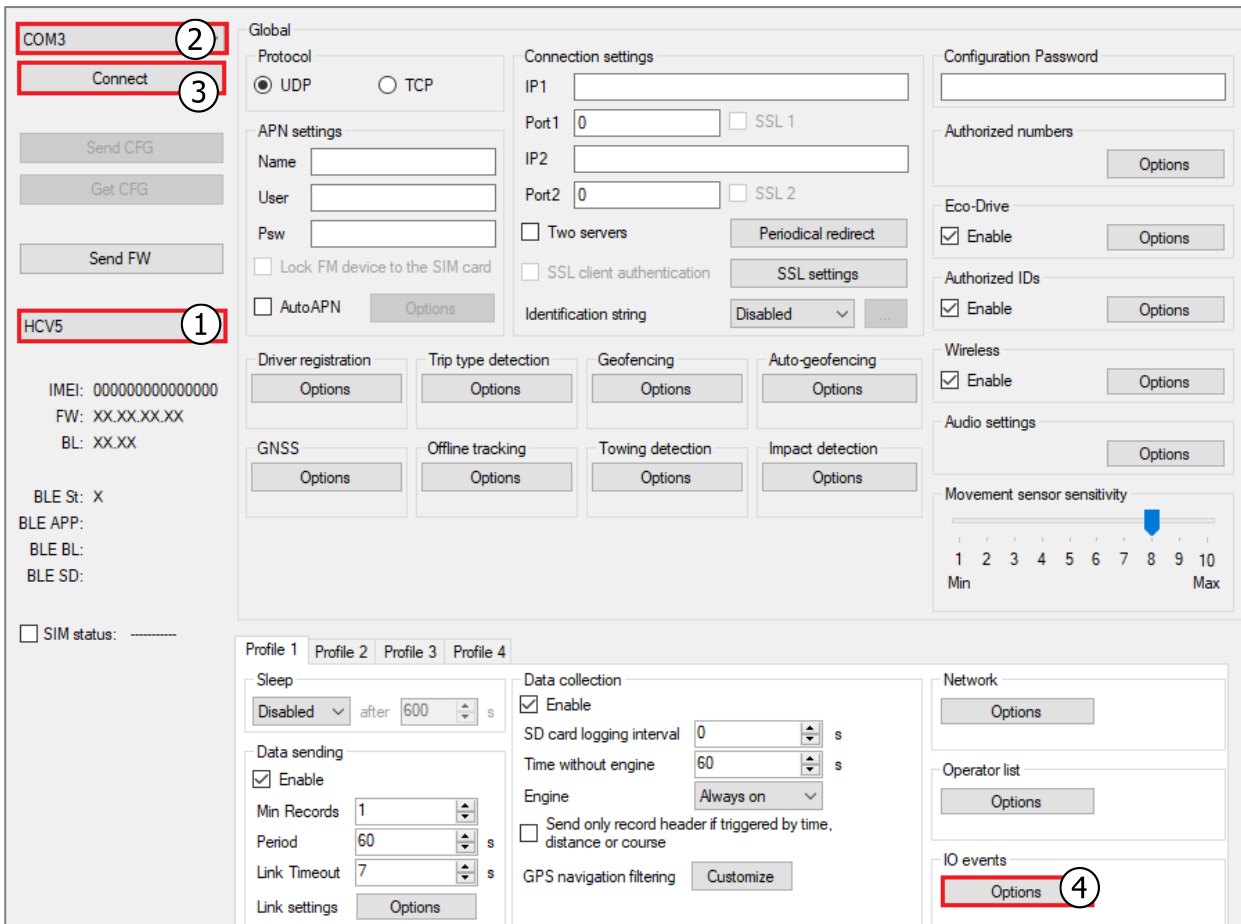 COM3
2
Connect
3
Send CFG
Get CFG
Send FW
HCV5
1
IMEI: 000000000000000
FW: XX.XX.XX.XX
BL: XX.XX
BLE St: X
BLE APP:
BLE BL:
BLE SD:
SIM status: -----------
Global
Protocol
UDP TCP
APN settings
Name
User
Psw
Lock FM device to the SIM card
AutoAPN Options
Connection settings
IP1
Port1 0 SSL 1
IP2
Port2 0 SSL 2
Two servers Periodical redirect
SSL client authentication SSL settings
Identification string Disabled ...
Configuration Password
Authorized numbers
Options
Eco-Drive
Enable Options
Authorized IDs
Enable Options
Wireless
Enable Options
Audio settings
Options
Movement sensor sensitivity
1 2 3 4 5 6 7 8 9 10
Min Max
Driver registration Trip type detection Geofencing Auto-geofencing
Options Options Options Options
GNSS Offline tracking Towing detection Impact detection
Options Options Options Options
Profile 1 Profile 2 Profile 3 Profile 4
Sleep
Disabled after 600 s
Data sending
Enable
Min Records 1
Period 60 s
Link Timeout 7 s
Link settings Options
Data collection
Enable
SD card logging interval 0 s
Time without engine 60 s
Engine Always on
Send only record header if triggered by time,
distance or course
GPS navigation filtering Customize
Network
Options
Operator list
Options
IO events
Options 4